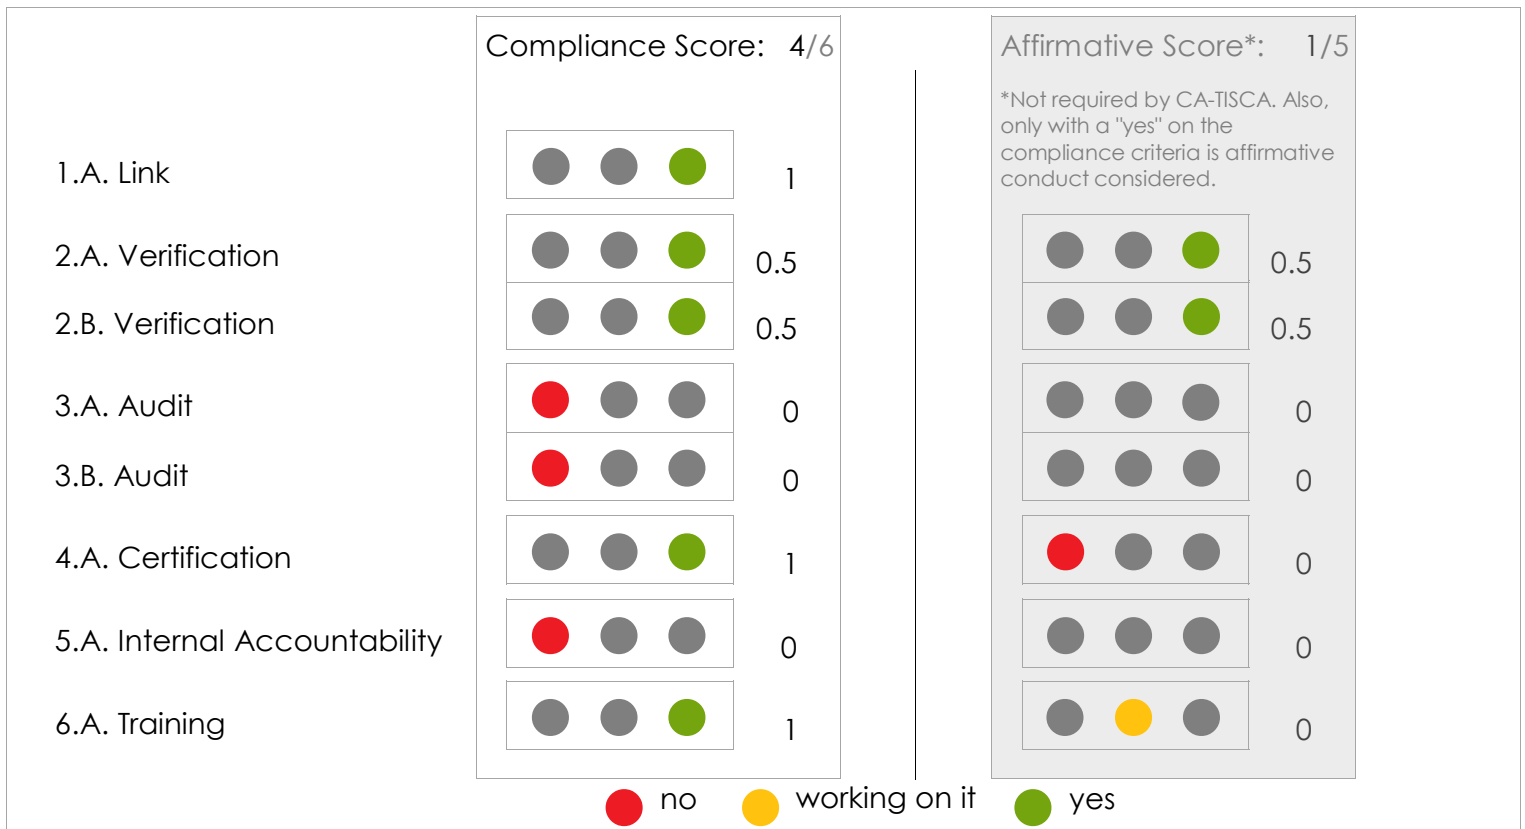 Compliance Score: 4/6
Affirmative Score*: 1/5
*Not required by CA-TISCA. Also,
only with a "yes" on the
compliance criteria is affirmative
conduct considered.
1.A. Link 1
2.A. Verification 0.5 0.5
2.B. Verification 0.5 0.5
3.A. Audit 0 0
3.B. Audit 0 0
4.A. Certification 1 0
5.A. Internal Accountability 0 0
6.A. Training 1 0
no working on it yes